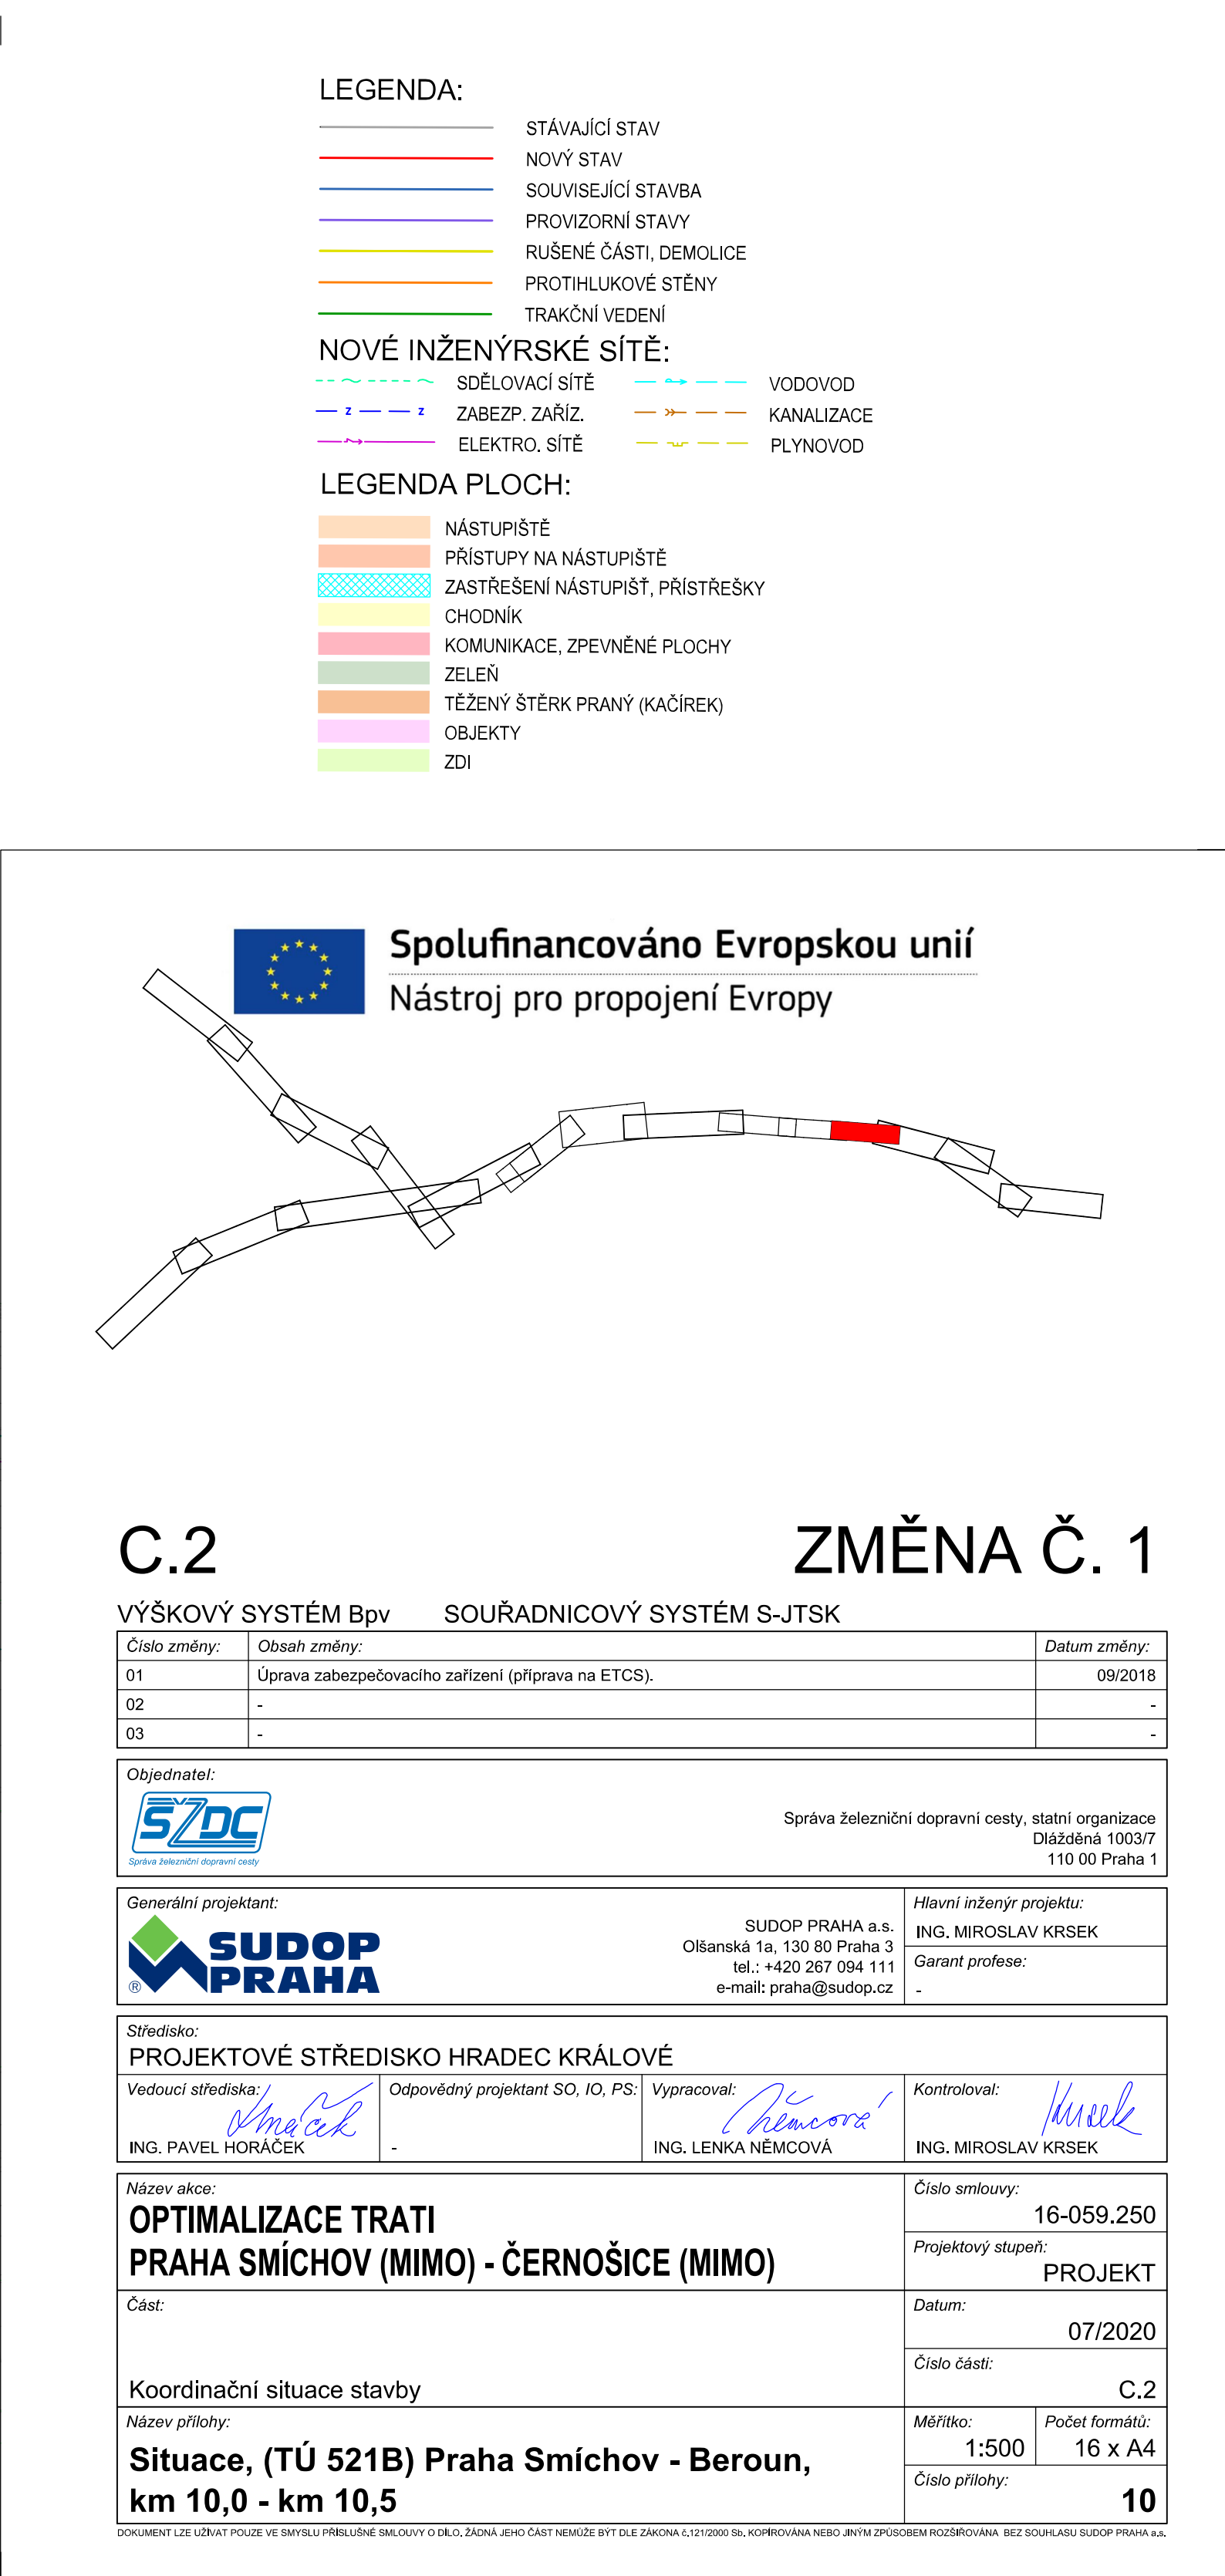 LEGENDA:
STÁVAJÍCÍ STAV
NOVÝ STAV
SOUVISEJÍCÍ STAVBA
PROVIZORNÍ STAVY
RUŠENÉ ČÁSTI, DEMOLICE
PROTIHLUKOVÉ STĚNY
TRAKČNÍ VEDENÍ
NOVÉ INŽENÝRSKÉ SÍTĚ:
SDĚLOVACÍ SÍTĚ VODOVOD
Z Z ZABEZP. ZAŘÍZ. KANALIZACE
ELEKTRO. SÍTĚ PLYNOVOD
LEGENDA PLOCH:
NÁSTUPIŠTĚ
PŘÍSTUPY NA NÁSTUPIŠTĚ
ZASTŘEŠENÍ NÁSTUPIŠŤ, PŘÍSTŘEŠKY
CHODNÍK
KOMUNIKACE, ZPEVNĚNÉ PLOCHY
ZELEŇ
TĚŽENÝ ŠTĚRK PRANÝ (KAČÍREK)
OBJEKTY
ZDI
Spolufinancováno Evropskou unií
Nástroj pro propojení Evropy
C.2 ZMĚNA Č. 1
VÝŠKOVÝ SYSTÉM Bpv SOUŘADNICOVÝ SYSTÉM S-JTSK
Číslo změny: Obsah změny: Datum změny:
01 Úprava zabezpečovacího zařízení (příprava na ETCS). 09/2018
02 - -
03 - -
Objednatel:
SŽDC
Správa železniční dopravní cesty
Správa železniční dopravní cesty, statní organizace
Dlážděná 1003/7
110 00 Praha 1
Generální projektant:
SUDOP
PRAHA
®
SUDOP PRAHA a.s.
Olšanská 1a, 130 80 Praha 3
tel.: +420 267 094 111
e-mail: praha@sudop.cz
Hlavní inženýr projektu:
ING. MIROSLAV KRSEK
Garant profese:
-
Středisko:
PROJEKTOVÉ STŘEDISKO HRADEC KRÁLOVÉ
Vedoucí střediska: Odpovědný projektant SO, IO, PS: Vypracoval: Kontroloval:
Horáček Němcová Krsek
ING. PAVEL HORÁČEK - ING. LENKA NĚMCOVÁ ING. MIROSLAV KRSEK
Název akce:
OPTIMALIZACE TRATI
PRAHA SMÍCHOV (MIMO) - ČERNOŠICE (MIMO)
Číslo smlouvy:
16-059.250
Projektový stupeň:
PROJEKT
Část:
Koordinační situace stavby
Datum:
07/2020
Číslo části:
C.2
Název přílohy:
Situace, (TÚ 521B) Praha Smíchov - Beroun,
km 10,0 - km 10,5
Měřítko: Počet formátů:
1:500 16 x A4
Číslo přílohy:
10
DOKUMENT LZE UŽÍVAT POUZE VE SMYSLU PŘÍSLUŠNÉ SMLOUVY O DÍLO, ŽÁDNÁ JEHO ČÁST NEMŮŽE BÝT DLE ZÁKONA č.121/2000 Sb. KOPÍROVÁNA NEBO JINÝM ZPŮSOBEM ROZŠIŘOVÁNA BEZ SOUHLASU SUDOP PRAHA a.s.